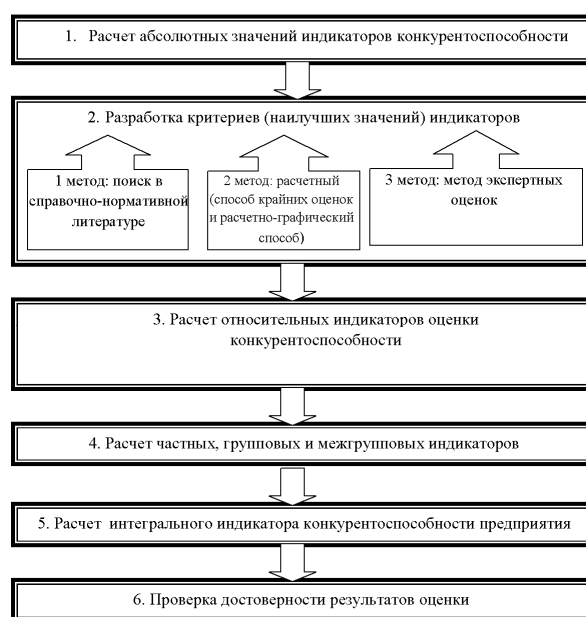 1. Расчет абсолютных значений индикаторов конкурентоспособности
2. Разработка критериев (наилучших значений) индикаторов
1 метод: поиск в
справочно-нормативной
литературе
2 метод: расчетный
(способ крайних оценок
и расчетно-графический
способ)
3 метод: метод экспертных
оценок
3. Расчет относительных индикаторов оценки
конкурентоспособности
4. Расчет частных, групповых и межгрупповых индикаторов
5. Расчет интегрального индикатора конкурентоспособности предприятия
6. Проверка достоверности результатов оценки